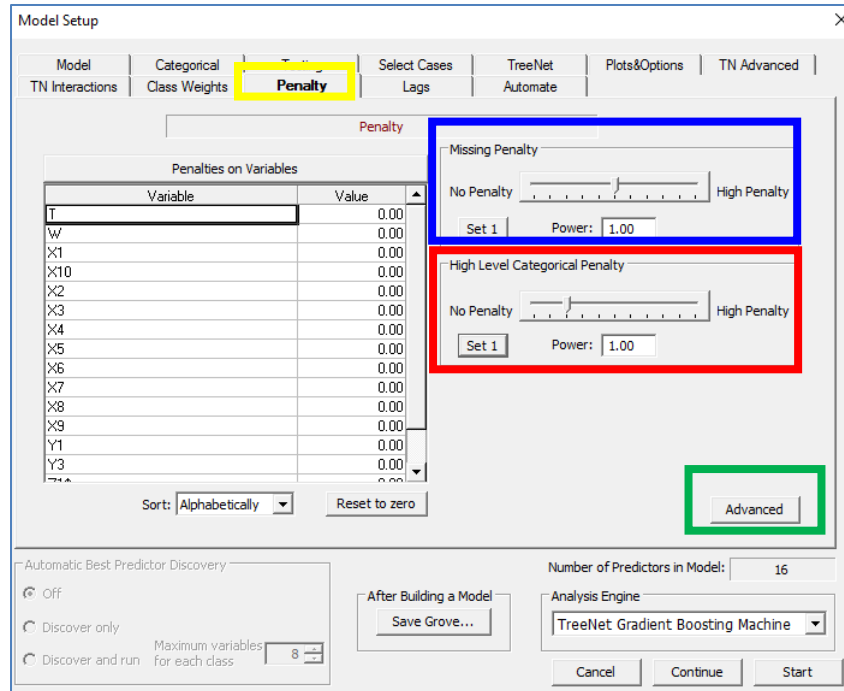 Model Setup
Model Categorical Select Cases TreeNet Plots&Options TN Advanced
TN Interactions Class Weights Penalty Lags Automate
Penalty
Penalties on Variables
Variable Value
T 0.00
W 0.00
X1 0.00
X10 0.00
X2 0.00
X3 0.00
X4 0.00
X5 0.00
X6 0.00
X7 0.00
X8 0.00
X9 0.00
Y1 0.00
Y3 0.00
Sort: Alphabetically Reset to zero
Missing Penalty
No Penalty High Penalty
Set 1 Power: 1.00
High Level Categorical Penalty
No Penalty High Penalty
Set 1 Power: 1.00
Advanced
Automatic Best Predictor Discovery
Off
Discover only
Discover and run
Maximum variables
for each class 8
After Building a Model
Save Grove...
Number of Predictors in Model: 16
Analysis Engine
TreeNet Gradient Boosting Machine
Cancel Continue Start